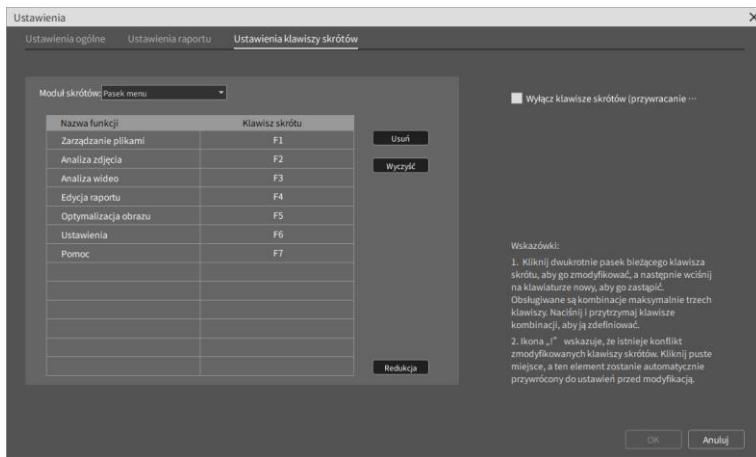 Ustawienia
Ustawienia ogólne Ustawienia raportu Ustawienia klawiszy skrótów
Moduł skrótów: Pasek menu
Wyłącz klawisze skrótów (przywracanie ···
Nazwa funkcji Klawisz skrótu
Zarządzanie plikami F1
Usuń
Analiza zdjęcia F2
Wyczyść
Analiza wideo F3
Edycja raportu F4
Optymalizacja obrazu F5
Ustawienia F6
Pomoc F7
Wskazówki:
1. Kliknij dwukrotnie pasek bieżącego klawisza
skrótu, aby go zmodyfikować, a następnie wciśnij
na klawiaturze nowy, aby go zastąpić.
Obsługiwane są kombinacje maksymalnie trzech
klawiszy. Naciśnij i przytrzymaj klawisze
kombinacji, aby ją zdefiniować.
2. Ikona „!” wskazuje, że istnieje konflikt
zmodyfikowanych klawiszy skrótów. Kliknij puste
miejsce, a ten element zostanie automatycznie
przywrócony do ustawień przed modyfikacją.
Redukcja
OK Anuluj